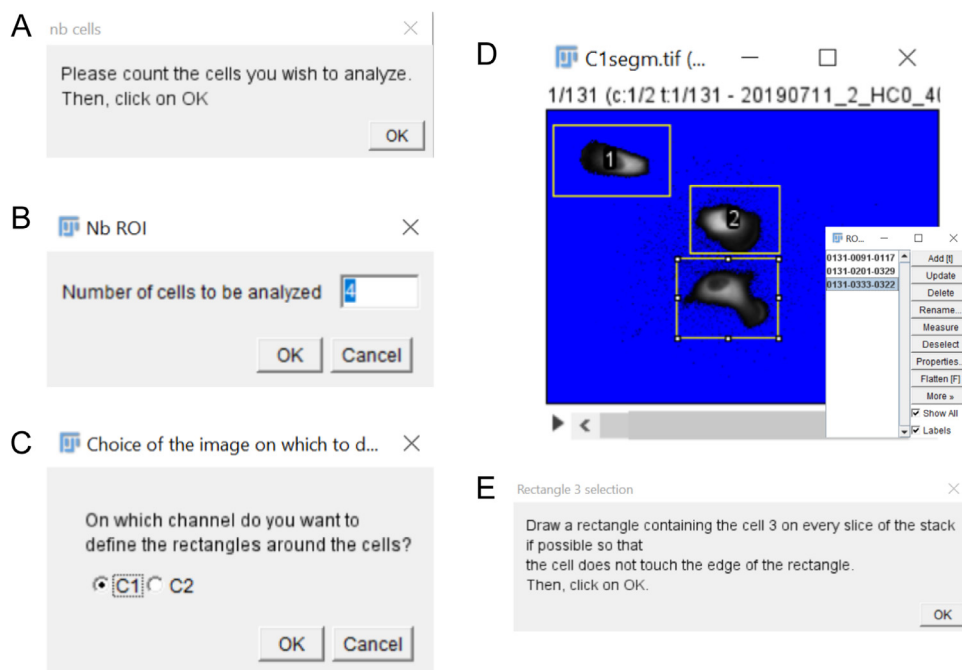 A
nb cells
Please count the cells you wish to analyze.
Then, click on OK
OK
B
Nb ROI
Number of cells to be analyzed
4
OK
Cancel
C
Choice of the image on which to d...
On which channel do you want to
define the rectangles around the cells?
C1
C2
OK
Cancel
D
C1segm.tif (...
1/131 (c:1/2 t:1/131 - 20190711_2_HC0_4(
1
2
RO...
0131-0091-0117
0131-0201-0329
0131-0333-0322
Add [t]
Update
Delete
Rename...
Measure
Deselect
Properties..
Flatten [F]
More »
Show All
Labels
E
Rectangle 3 selection
Draw a rectangle containing the cell 3 on every slice of the stack
if possible so that
the cell does not touch the edge of the rectangle.
Then, click on OK.
OK